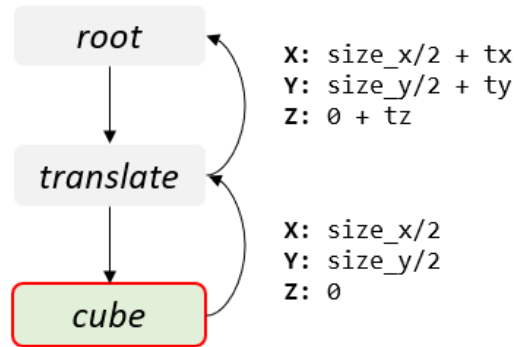 root
X: size_x/2 + tx
Y: size_y/2 + ty
Z: 0 + tz
translate
X: size_x/2
Y: size_y/2
Z: 0
cube